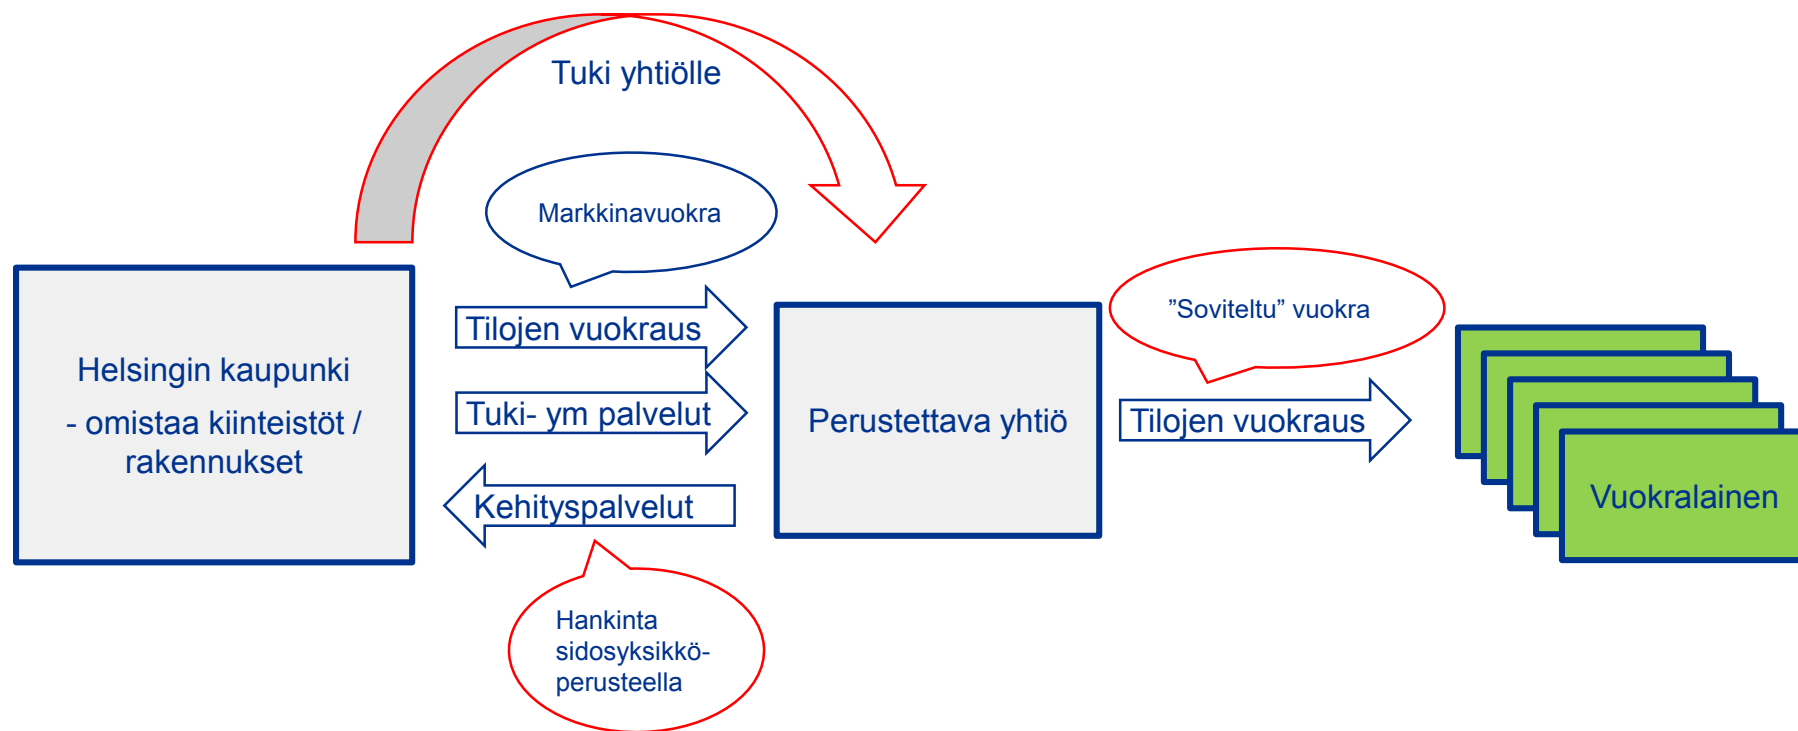 Tuki yhtiölle
Markkinavuokra
Helsingin kaupunki
- omistaa kiinteistöt /
rakennukset
Tilojen vuokraus
Tuki- ym palvelut
Kehityspalvelut
Hankinta
sidosyksikkö-
perusteella
Perustettava yhtiö
”Soviteltu” vuokra
Tilojen vuokraus
Vuokralainen